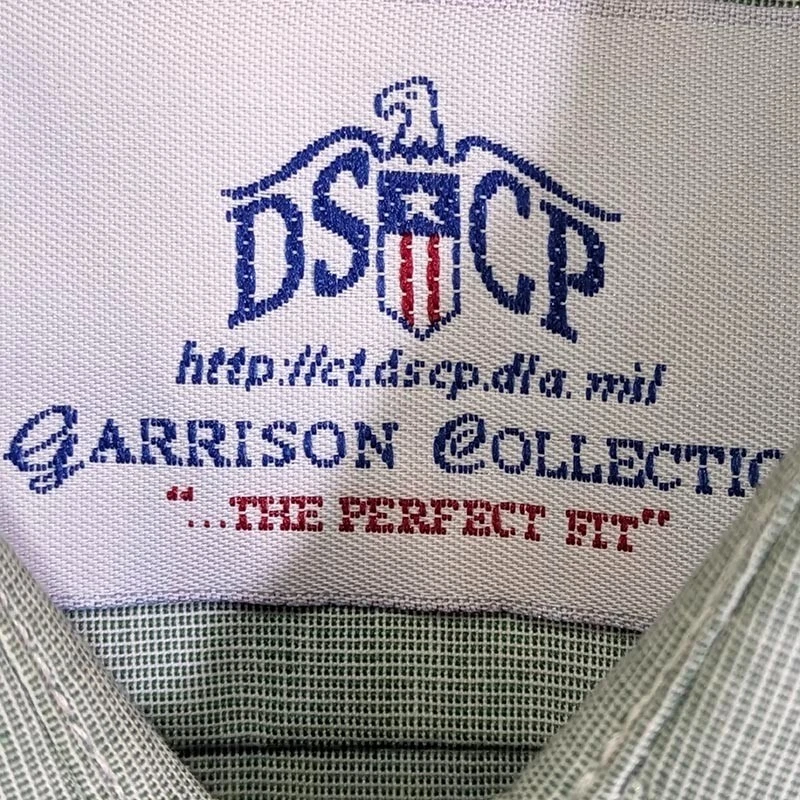 DSCP
http://ct.dscp.dla.mil
GARRISON COLLECTIO
"...THE PERFECT FIT"